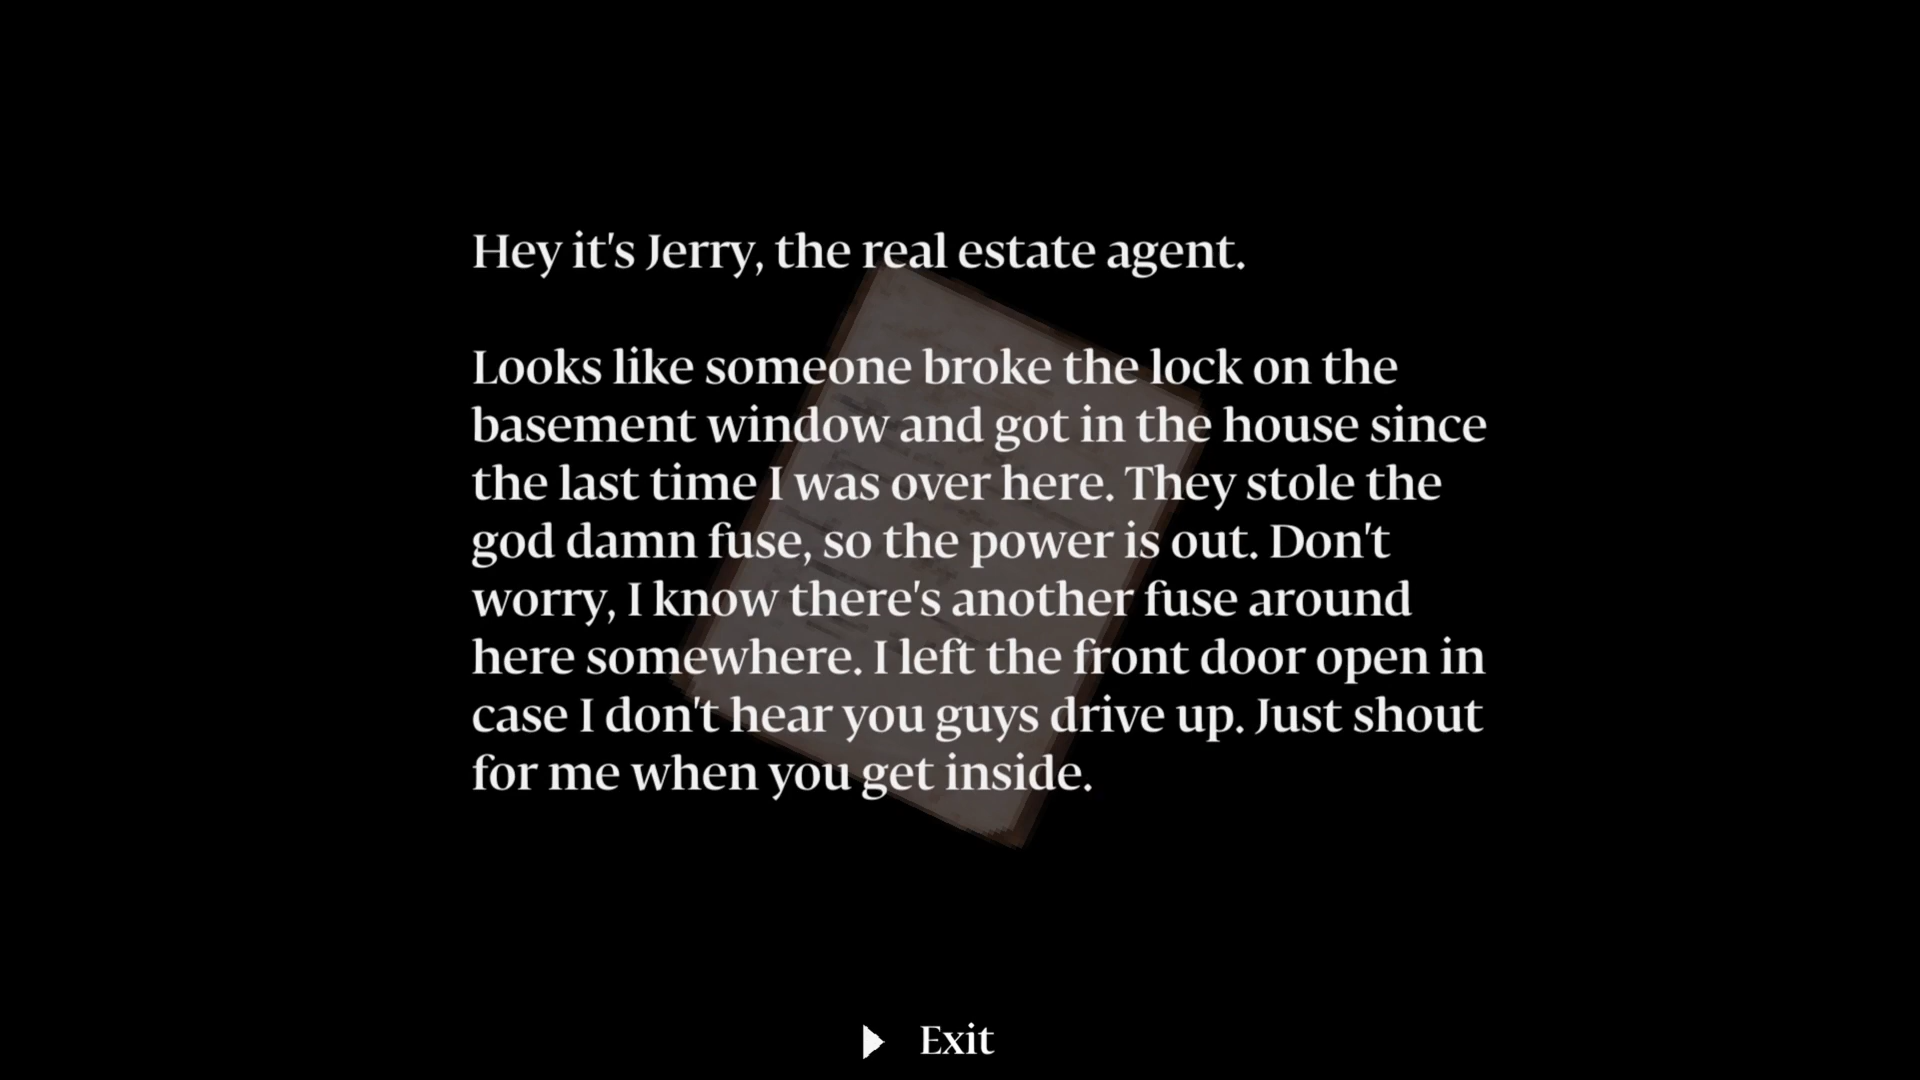 Hey it's Jerry, the real estate agent.
Looks like someone broke the lock on the
basement window and got in the house since
the last time I was over here. They stole the
god damn fuse, so the power is out. Don't
worry, I know there's another fuse around
here somewhere. I left the front door open in
case I don't hear you guys drive up. Just shout
for me when you get inside.
Exit